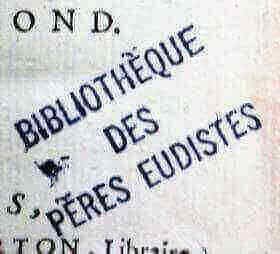 OND.
BIBLIOTHÈQUE
DES
PÈRES EUDISTES
S,
TON, Libraire;